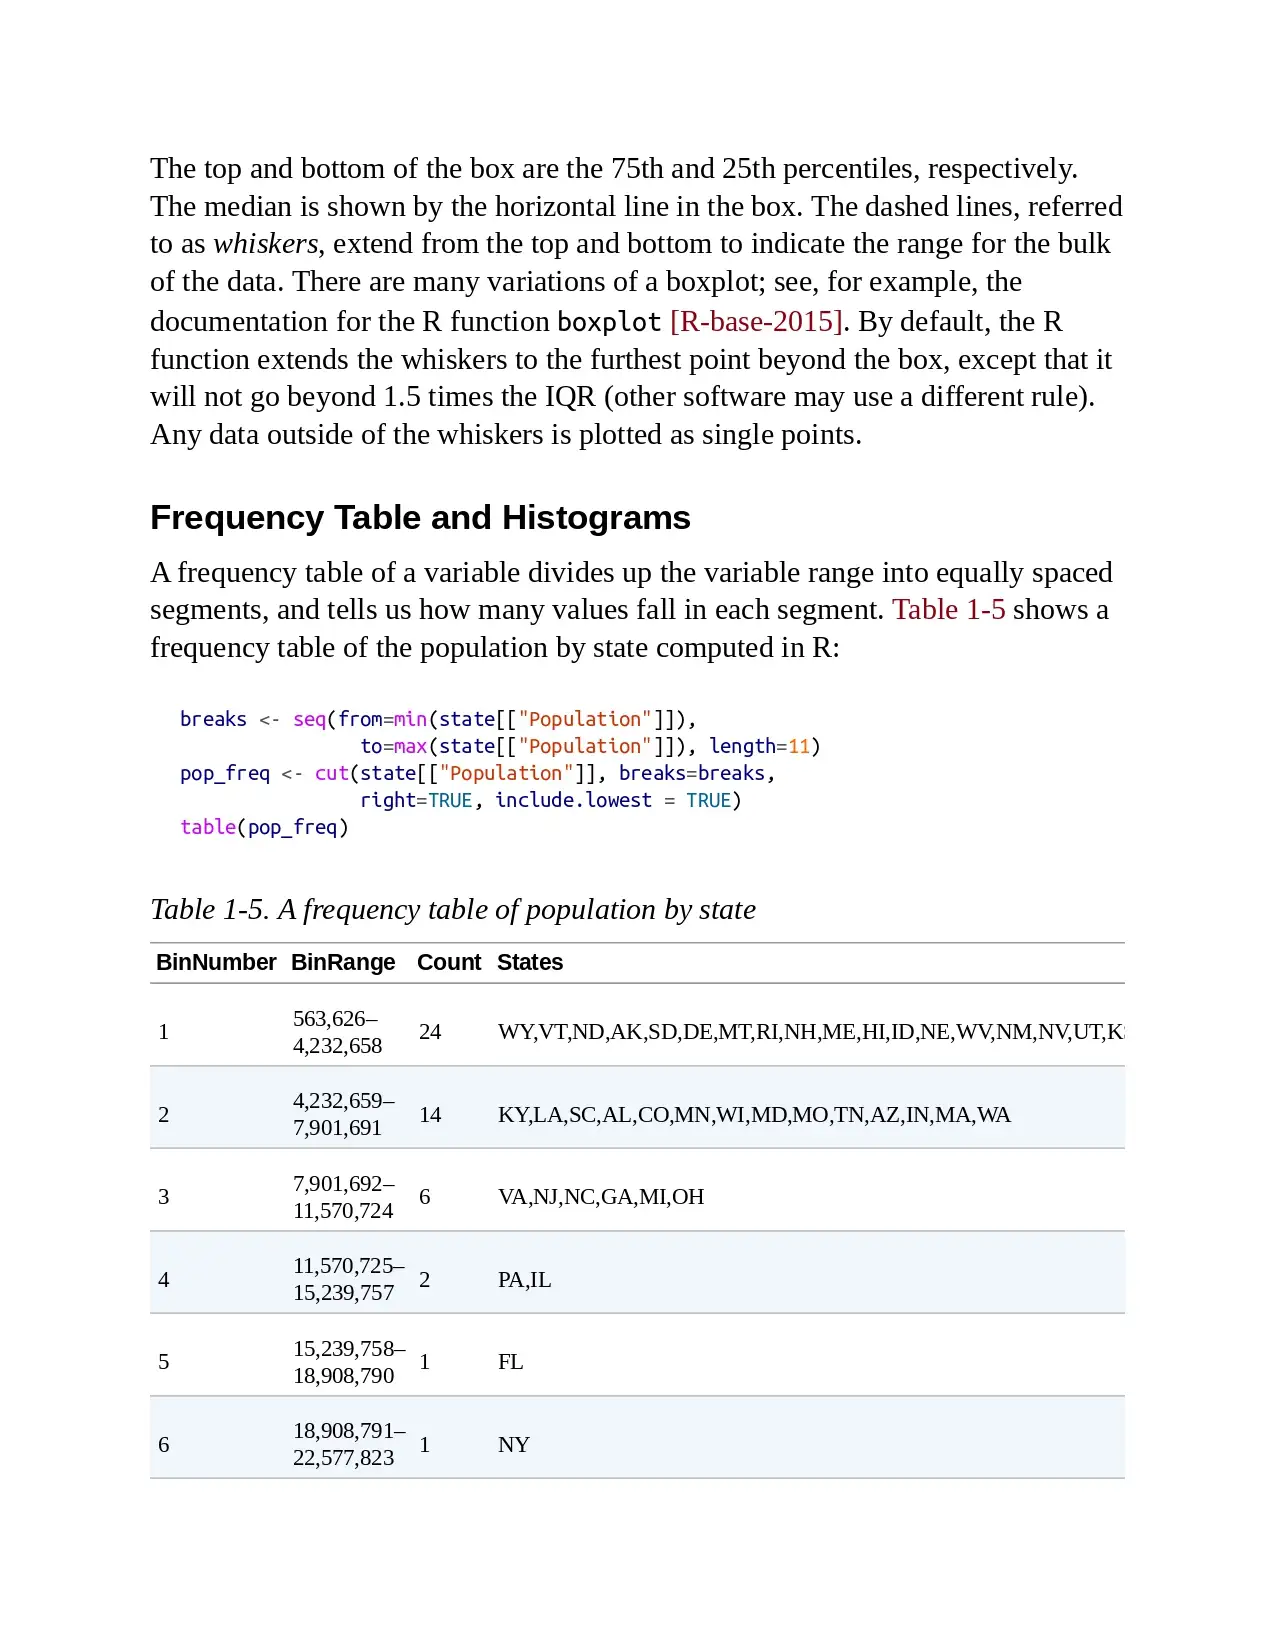 The top and bottom of the box are the 75th and 25th percentiles, respectively.
The median is shown by the horizontal line in the box. The dashed lines, referred
to as whiskers, extend from the top and bottom to indicate the range for the bulk
of the data. There are many variations of a boxplot; see, for example, the
documentation for the R function boxplot [R-base-2015]. By default, the R
function extends the whiskers to the furthest point beyond the box, except that it
will not go beyond 1.5 times the IQR (other software may use a different rule).
Any data outside of the whiskers is plotted as single points.
Frequency Table and Histograms
A frequency table of a variable divides up the variable range into equally spaced
segments, and tells us how many values fall in each segment. Table 1-5 shows a
frequency table of the population by state computed in R:
breaks <- seq(from=min(state[["Population"]]),
to=max(state[["Population"]]), length=11)
pop_freq <- cut(state[["Population"]], breaks=breaks,
right=TRUE, include.lowest = TRUE)
table(pop_freq)
Table 1-5. A frequency table of population by state
BinNumber BinRange Count States
1 563,626–4,232,658 24 WY,VT,ND,AK,SD,DE,MT,RI,NH,ME,HI,ID,NE,WV,NM,NV,UT,
2 4,232,659–7,901,691 14 KY,LA,SC,AL,CO,MN,WI,MD,MO,TN,AZ,IN,MA,WA
3 7,901,692–11,570,724 6 VA,NJ,NC,GA,MI,OH
4 11,570,725–15,239,757 2 PA,IL
5 15,239,758–18,908,790 1 FL
6 18,908,791–22,577,823 1 NY